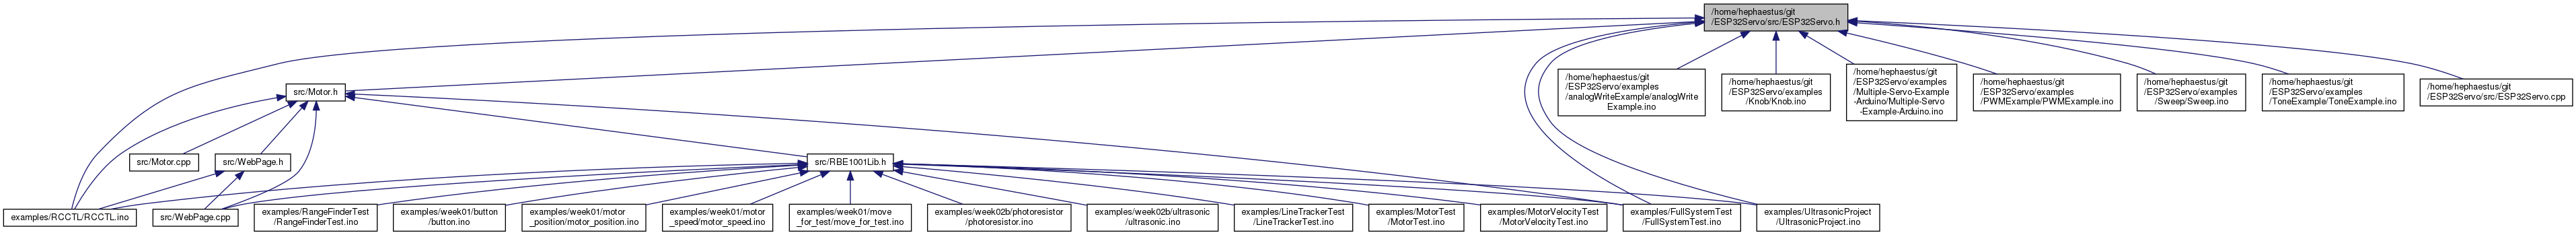 /home/hephaestus/git
/ESP32Servo/src/ESP32Servo.h
src/Motor.h
/home/hephaestus/git
/ESP32Servo/examples
/analogWriteExample/analogWrite
Example.ino
/home/hephaestus/git
/ESP32Servo/examples
/Knob/Knob.ino
/home/hephaestus/git
/ESP32Servo/examples
/Multiple-Servo-Example
-Arduino/Multiple-Servo
-Example-Arduino.ino
/home/hephaestus/git
/ESP32Servo/examples
/PWMExample/PWMExample.ino
/home/hephaestus/git
/ESP32Servo/examples
/Sweep/Sweep.ino
/home/hephaestus/git
/ESP32Servo/examples
/ToneExample/ToneExample.ino
/home/hephaestus/git
/ESP32Servo/src/ESP32Servo.cpp
src/Motor.cpp
src/WebPage.h
src/RBE1001Lib.h
examples/RCCTL/RCCTL.ino
src/WebPage.cpp
examples/RangeFinderTest
/RangeFinderTest.ino
examples/week01/button
/button.ino
examples/week01/motor
_position/motor_position.ino
examples/week01/motor
_speed/motor_speed.ino
examples/week01/move
_for_test/move_for_test.ino
examples/week02b/photoresistor
/photoresistor.ino
examples/week02b/ultrasonic
/ultrasonic.ino
examples/LineTrackerTest
/LineTrackerTest.ino
examples/MotorTest
/MotorTest.ino
examples/MotorVelocityTest
/MotorVelocityTest.ino
examples/FullSystemTest
/FullSystemTest.ino
examples/UltrasonicProject
/UltrasonicProject.ino